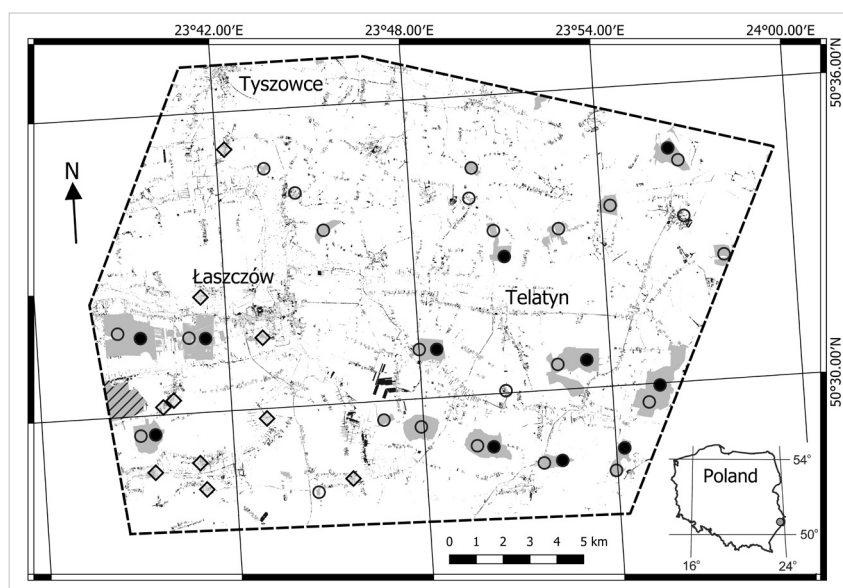 23°42.00'E 23°48.00'E 23°54.00'E 24°00.00'E
50°36.00'N
Tyszowce
N
Łaszczów
Telatyn
50°30.00'N
Poland
54°
50°
16° 24°
0 1 2 3 4 5 km